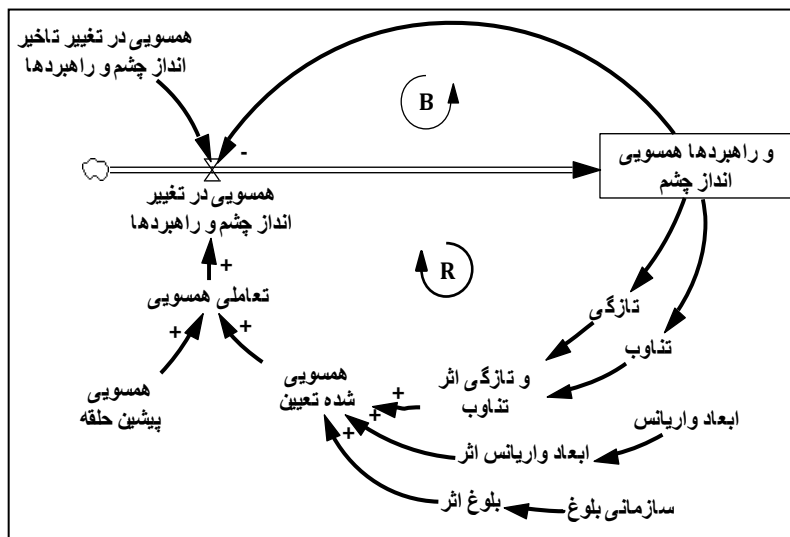 همسویی در تغییر تاخیر
انداز چشم و راهبردها
B
-
و راهبردها همسویی
انداز چشم
همسویی در تغییر
انداز چشم و راهبردها
R
+
تعاملی همسویی
+
+
تازگی
تناوب
همسویی
پیشین حلقه
همسویی
شده تعیین
+
+
+
و تازگی اثر
تناوب
ابعاد واریانس
ابعاد واریانس اثر
سازمانی بلوغ
بلوغ اثر